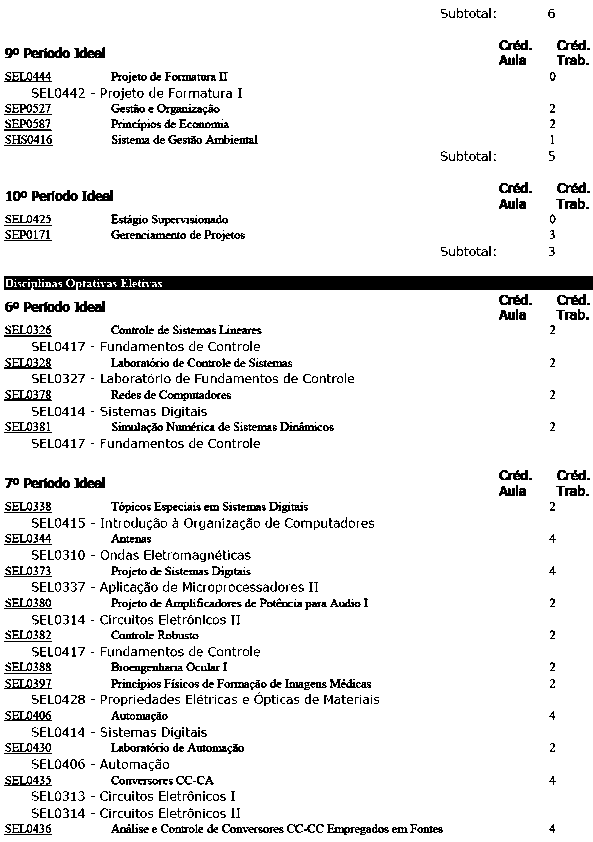 Subtotal: 6
9º Período Ideal Créd. Aula Créd. Trab.
SEL0444 Projeto de Formatura II 0
SEL0442 - Projeto de Formatura I
SEP0527 Gestão e Organização 2
SEP0587 Princípios de Economia 2
SHS0416 Sistema de Gestão Ambiental 1
Subtotal: 5
10º Período Ideal Créd. Aula Créd. Trab.
SEL0425 Estágio Supervisionado 0
SEP0171 Gerenciamento de Projetos 3
Subtotal: 3
Disciplinas Optativas Eletivas
6º Período Ideal Créd. Aula Créd. Trab.
SEL0326 Controle de Sistemas Lineares 2
SEL0417 - Fundamentos de Controle
SEL0328 Laboratório de Controle de Sistemas 2
SEL0327 - Laboratório de Fundamentos de Controle
SEL0378 Redes de Computadores 2
SEL0414 - Sistemas Digitais
SEL0381 Simulação Numérica de Sistemas Dinâmicos 2
SEL0417 - Fundamentos de Controle
7º Período Ideal Créd. Aula Créd. Trab.
SEL0338 Tópicos Especiais em Sistemas Digitais 2
SEL0415 - Introdução à Organização de Computadores
SEL0344 Antenas 4
SEL0310 - Ondas Eletromagnéticas
SEL0373 Projeto de Sistemas Digitais 4
SEL0337 - Aplicação de Microprocessadores II
SEL0380 Projeto de Amplificadores de Potência para Audio I 2
SEL0314 - Circuitos Eletrônicos II
SEL0382 Controle Robusto 2
SEL0417 - Fundamentos de Controle
SEL0388 Bioengenharia Ocular I 2
SEL0397 Princípios Físicos de Formação de Imagens Médicas 2
SEL0428 - Propriedades Elétricas e Ópticas de Materiais
SEL0406 Automação 4
SEL0414 - Sistemas Digitais
SEL0430 Laboratório de Automação 2
SEL0406 - Automação
SEL0435 Conversores CC-CA 4
SEL0313 - Circuitos Eletrônicos I
SEL0314 - Circuitos Eletrônicos II
SEL0436 Análise e Controle de Conversores CC-CC Empregados em Fontes 4